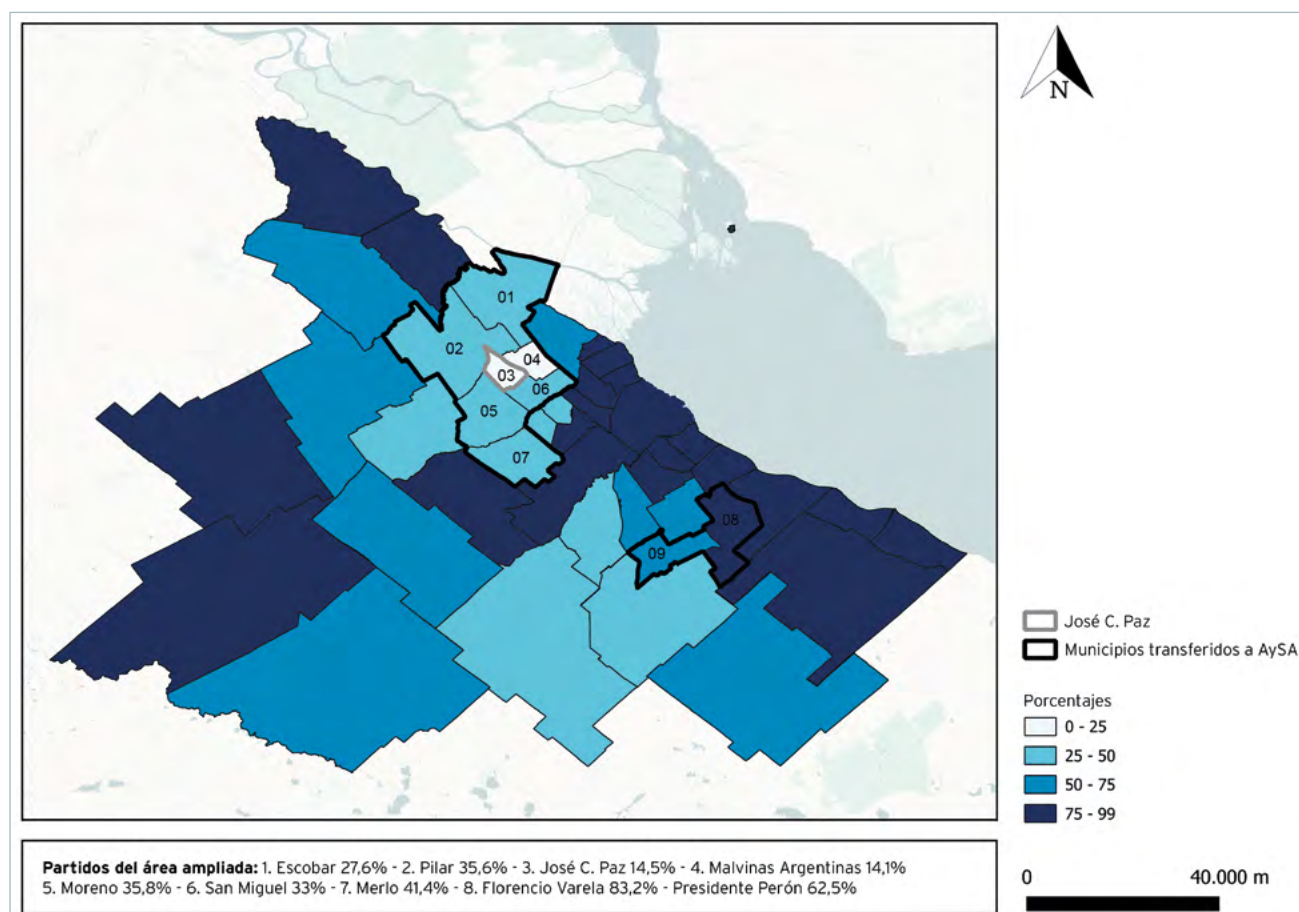 N
01
02
04
03
06
05
07
08
09
José C. Paz
Municipios transferidos a AySA
Porcentajes
0 - 25
25 - 50
50 - 75
75 - 99
Partidos del área ampliada: 1. Escobar 27,6% - 2. Pilar 35,6% - 3. José C. Paz 14,5% - 4. Malvinas Argentinas 14,1%
5. Moreno 35,8% - 6. San Miguel 33% - 7. Merlo 41,4% - 8. Florencio Varela 83,2% - Presidente Perón 62,5%
0 40.000 m